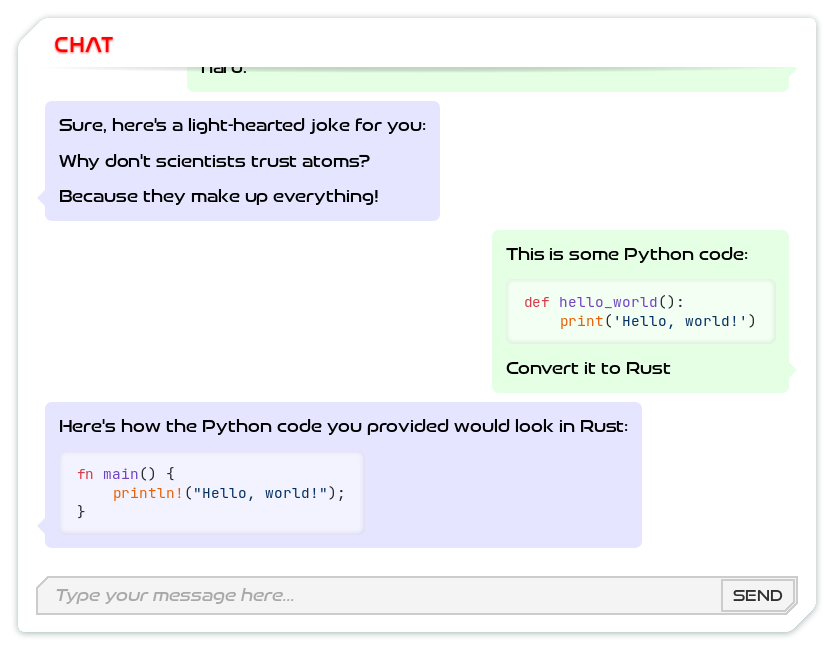 CHAT
hard.
Sure, here's a light-hearted joke for you:
Why don't scientists trust atoms?
Because they make up everything!
This is some Python code:
def hello_world():
    print('Hello, world!')
Convert it to Rust
Here's how the Python code you provided would look in Rust:
fn main() {
    println!("Hello, world!");
}
Type your message here...
SEND